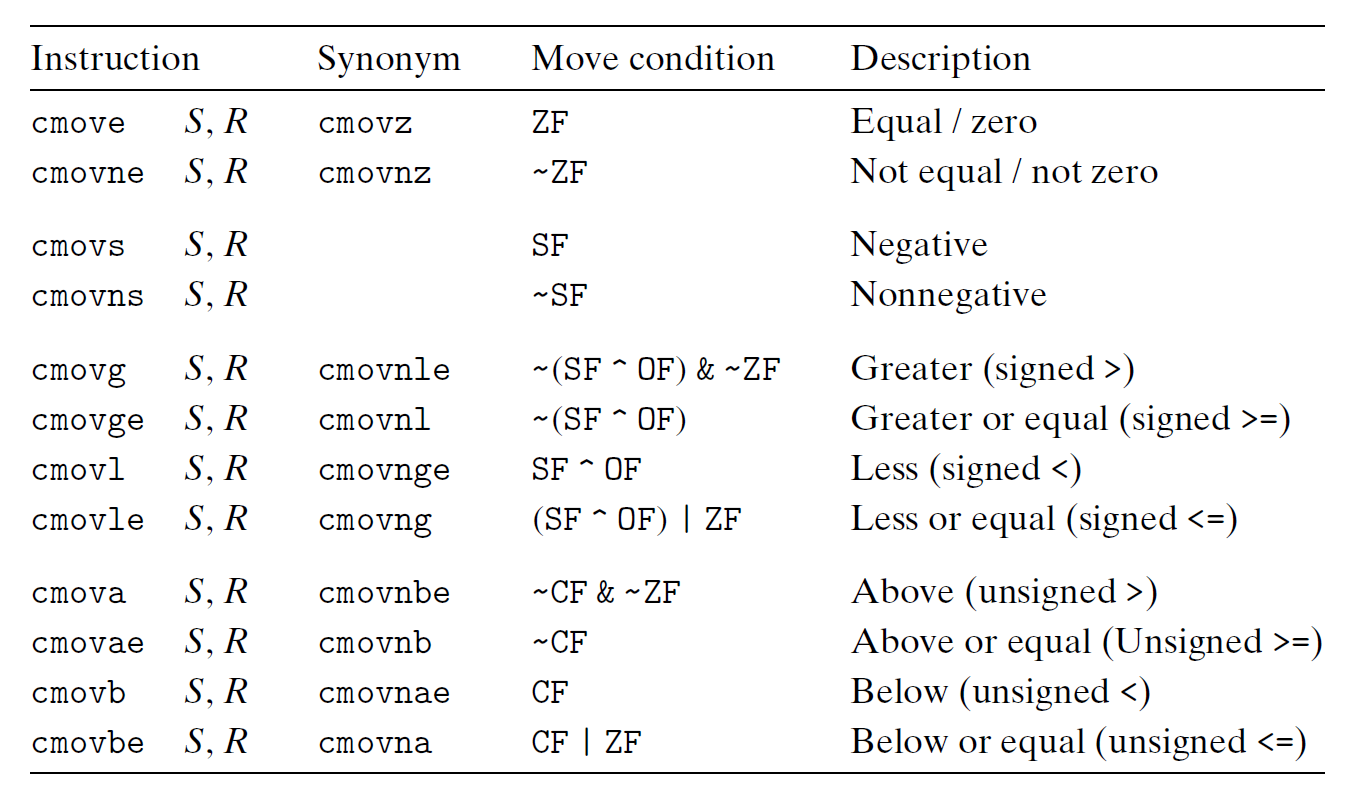 Instruction Synonym Move condition Description
cmove S, R cmovz ZF Equal / zero
cmovne S, R cmovnz ~ZF Not equal / not zero
cmovs S, R SF Negative
cmovns S, R ~SF Nonnegative
cmovg S, R cmovnle ~(SF ^ OF) & ~ZF Greater (signed >)
cmovge S, R cmovnl ~(SF ^ OF) Greater or equal (signed >=)
cmovl S, R cmovnge SF ^ OF Less (signed <)
cmovle S, R cmovng (SF ^ OF) | ZF Less or equal (signed <=)
cmova S, R cmovnbe ~CF & ~ZF Above (unsigned >)
cmovae S, R cmovnb ~CF Above or equal (Unsigned >=)
cmovb S, R cmovnae CF Below (unsigned <)
cmovbe S, R cmovna CF | ZF Below or equal (unsigned <=)